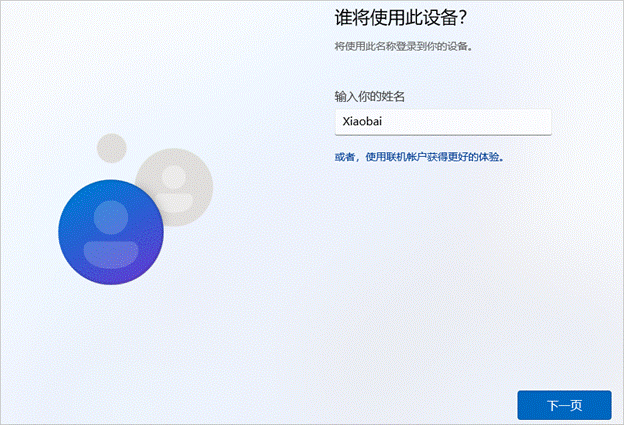 谁将使用此设备？
将使用此名称登录到你的设备。
输入你的姓名
Xiaobai
或者，使用联机帐户获得更好的体验。
下一页